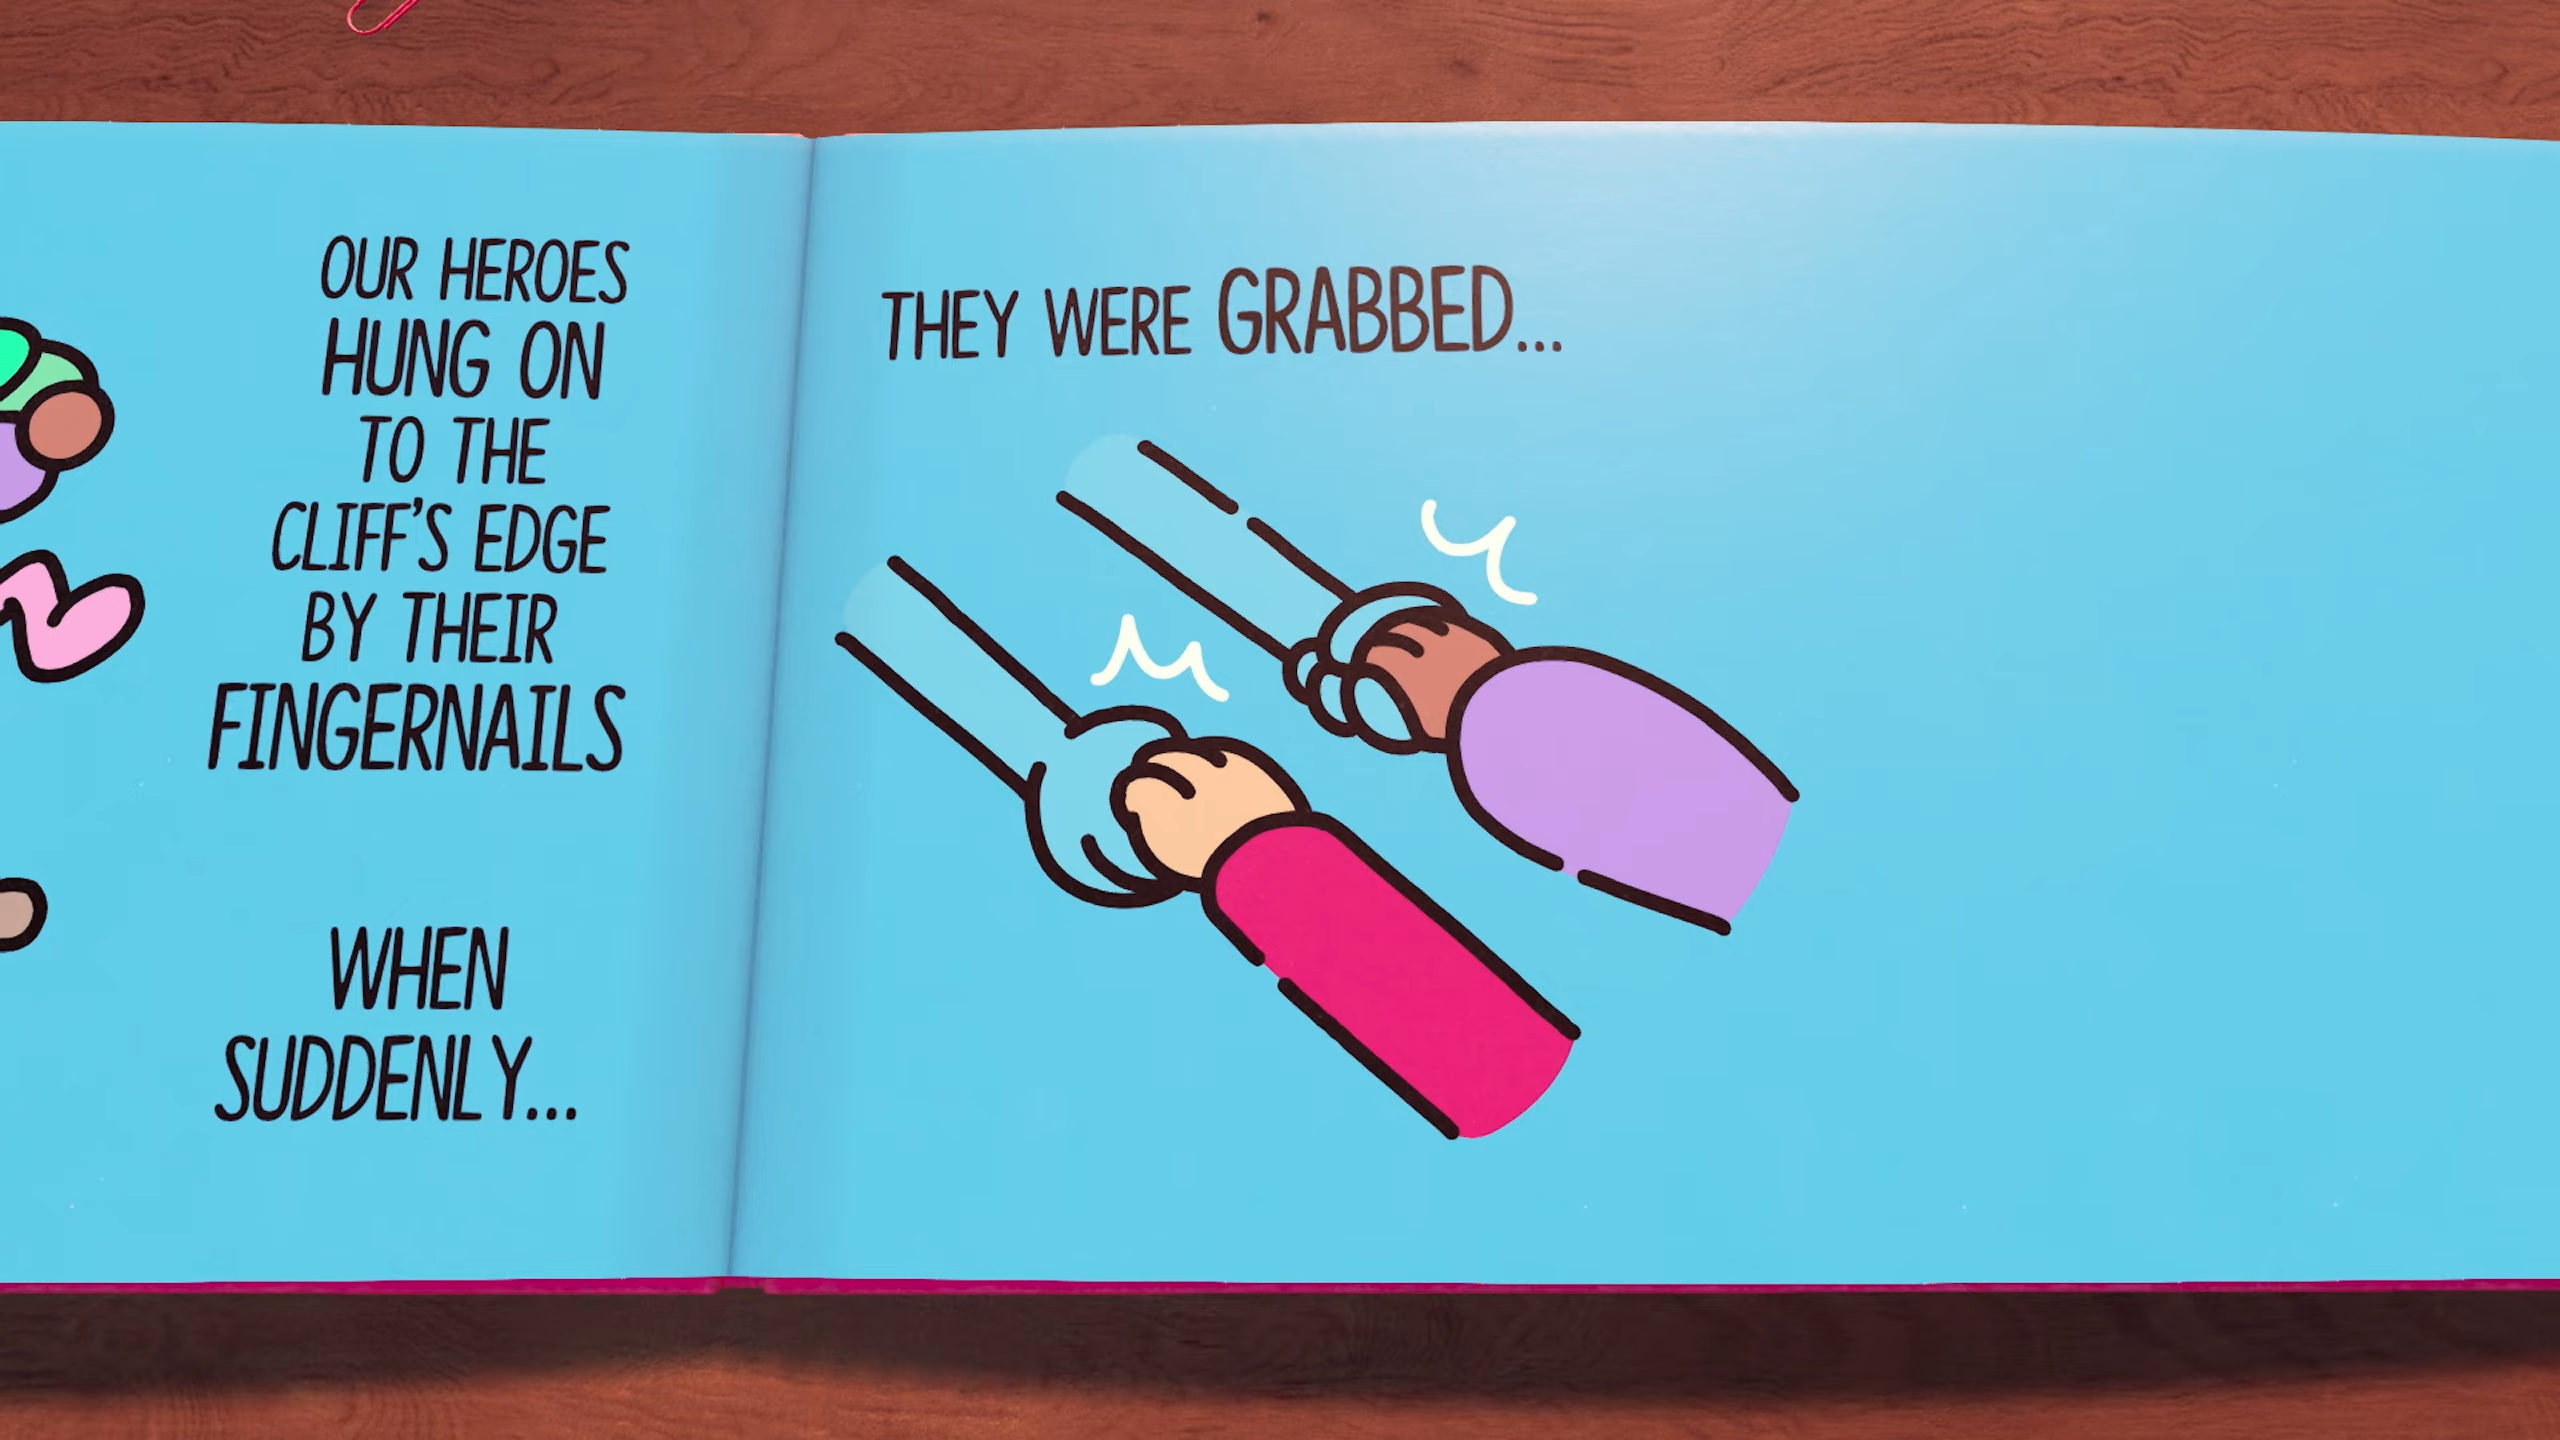 OUR HEROES
HUNG ON
TO THE
CLIFF'S EDGE
BY THEIR
FINGERNAILS
WHEN
SUDDENLY...
THEY WERE GRABBED...